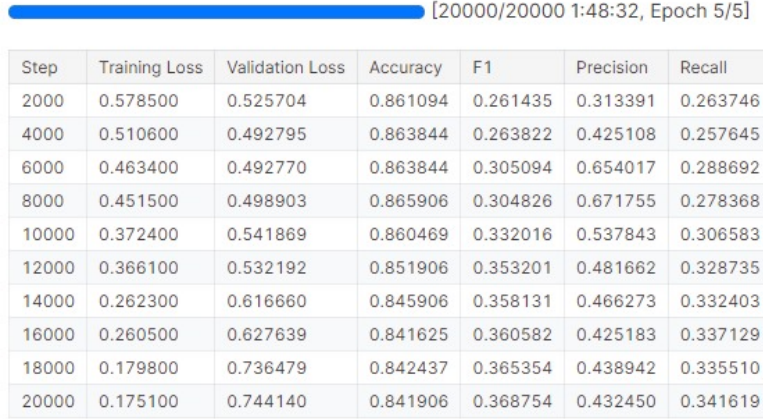 [20000/20000 1:48:32, Epoch 5/5]
Step Training Loss Validation Loss Accuracy F1 Precision Recall
2000 0.578500 0.525704 0.861094 0.261435 0.313391 0.263746
4000 0.510600 0.492795 0.863844 0.263822 0.425108 0.257645
6000 0.463400 0.492770 0.863844 0.305094 0.654017 0.288692
8000 0.451500 0.498903 0.865906 0.304826 0.671755 0.278368
10000 0.372400 0.541869 0.860469 0.332016 0.537843 0.306583
12000 0.366100 0.532192 0.851906 0.353201 0.481662 0.328735
14000 0.262300 0.616660 0.845906 0.358131 0.466273 0.332403
16000 0.260500 0.627639 0.841625 0.360582 0.425183 0.337129
18000 0.179800 0.736479 0.842437 0.365354 0.438942 0.335510
20000 0.175100 0.744140 0.841906 0.368754 0.432450 0.341619